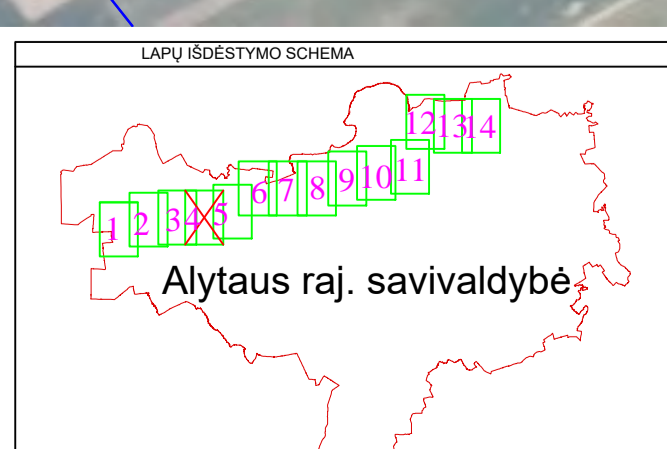 LAPŲ IŠDĖSTYMO SCHEMA
12 13 14
1 2 3 4 5 6 7 8 9 10 11
Alytaus raj. savivaldybė